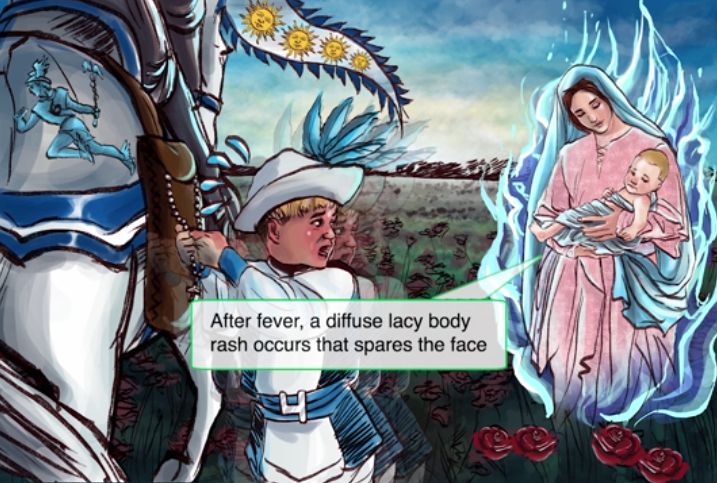 After fever, a diffuse lacy body
rash occurs that spares the face